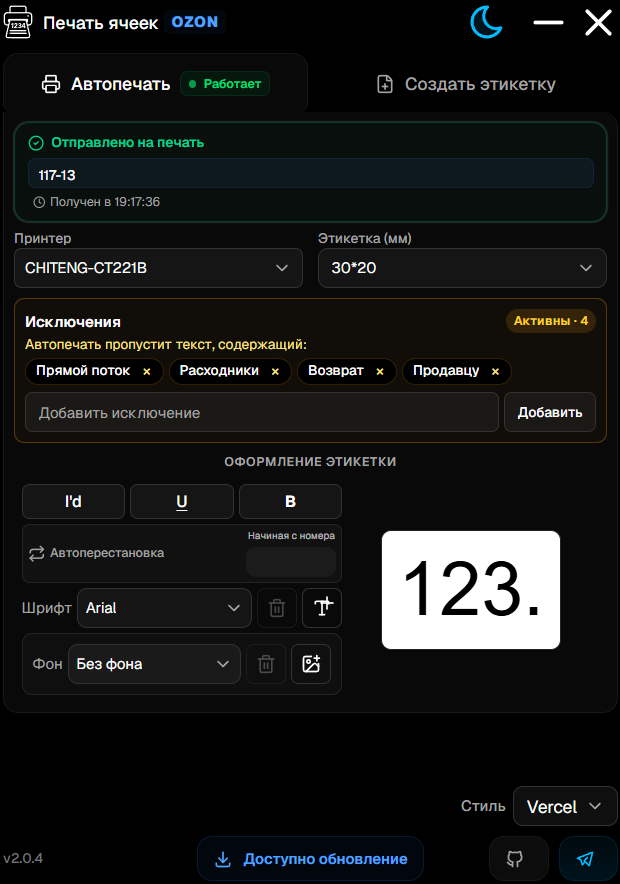 1234
Печать ячеек OZON
Автопечать Работает
Создать этикетку
Отправлено на печать
117-13
Получен в 19:17:36
Принтер
Этикетка (мм)
CHITENG-CT221B
30*20
Исключения
Активны · 4
Автопечать пропустит текст, содержащий:
Прямой поток × Расходники × Возврат × Продавцу ×
Добавить исключение
Добавить
ОФОРМЛЕНИЕ ЭТИКЕТКИ
I'd U B
Начиная с номера
Автоперестановка
123.
Шрифт Arial
Фон Без фона
Стиль Vercel
v2.0.4
Доступно обновление